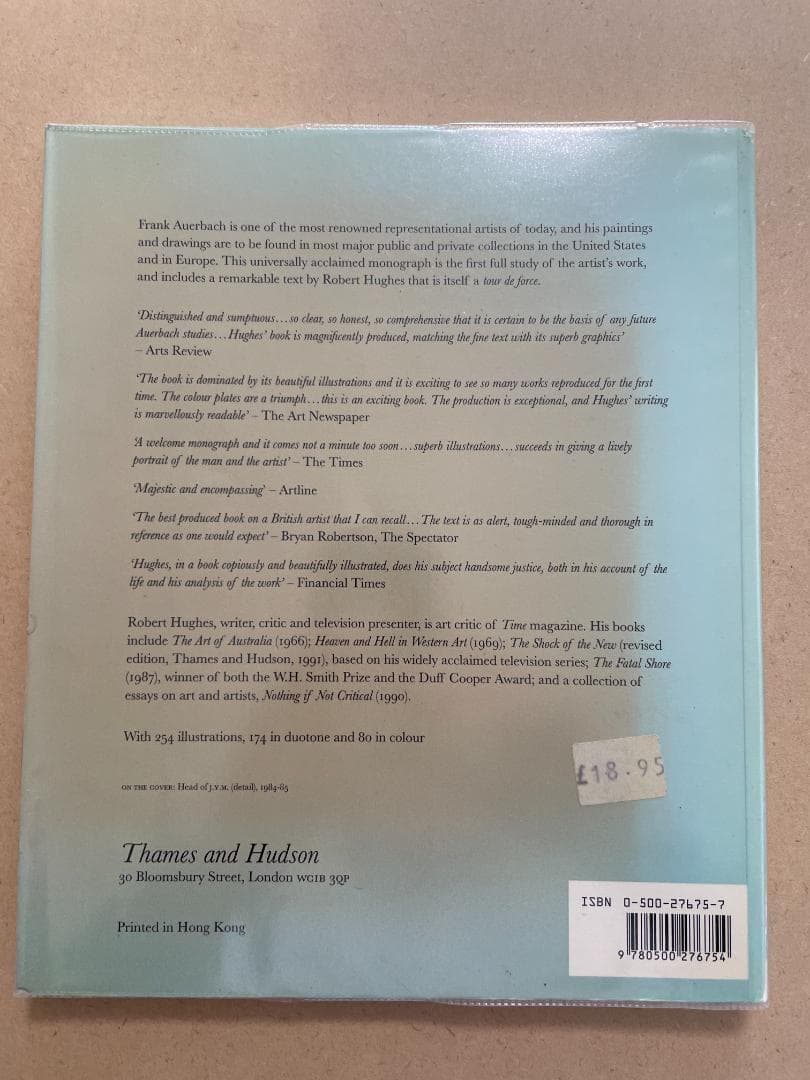 Frank Auerbach is one of the most renowned representational artists of today, and his paintings
and drawings are to be found in most major public and private collections in the United States
and in Europe. This universally acclaimed monograph is the first full study of the artist's work,
and includes a remarkable text by Robert Hughes that is itself a tour de force.
‘Distinguished and sumptuous…so clear, so honest, so comprehensive that it is certain to be the basis of any future
Auerbach studies…Hughes’ book is magnificently produced, matching the fine text with its superb graphics’
– Arts Review
‘The book is dominated by its beautiful illustrations and it is exciting to see so many works reproduced for the first
time. The colour plates are a triumph…this is an exciting book. The production is exceptional, and Hughes’ writing
is marvellously readable’ – The Art Newspaper
‘A welcome monograph and it comes not a minute too soon…superb illustrations…succeeds in giving a lively
portrait of the man and the artist’ – The Times
‘Majestic and encompassing’ – Artline
‘The best produced book on a British artist that I can recall…The text is as alert, tough-minded and thorough in
reference as one would expect’ – Bryan Robertson, The Spectator
‘Hughes, in a book copiously and beautifully illustrated, does his subject handsome justice, both in his account of the
life and his analysis of the work’ – Financial Times
Robert Hughes, writer, critic and television presenter, is art critic of Time magazine. His books
include The Art of Australia (1966); Heaven and Hell in Western Art (1969); The Shock of the New (revised
edition, Thames and Hudson, 1991), based on his widely acclaimed television series; The Fatal Shore
(1987), winner of both the W.H. Smith Prize and the Duff Cooper Award; and a collection of
essays on art and artists, Nothing if Not Critical (1990).
With 254 illustrations, 174 in duotone and 80 in colour
£18.95
ON THE COVER: Head of J.Y.M. (detail), 1984-85
Thames and Hudson
30 Bloomsbury Street, London WC1B 3QP
Printed in Hong Kong
ISBN 0-500-27675-7
9 780500 276754